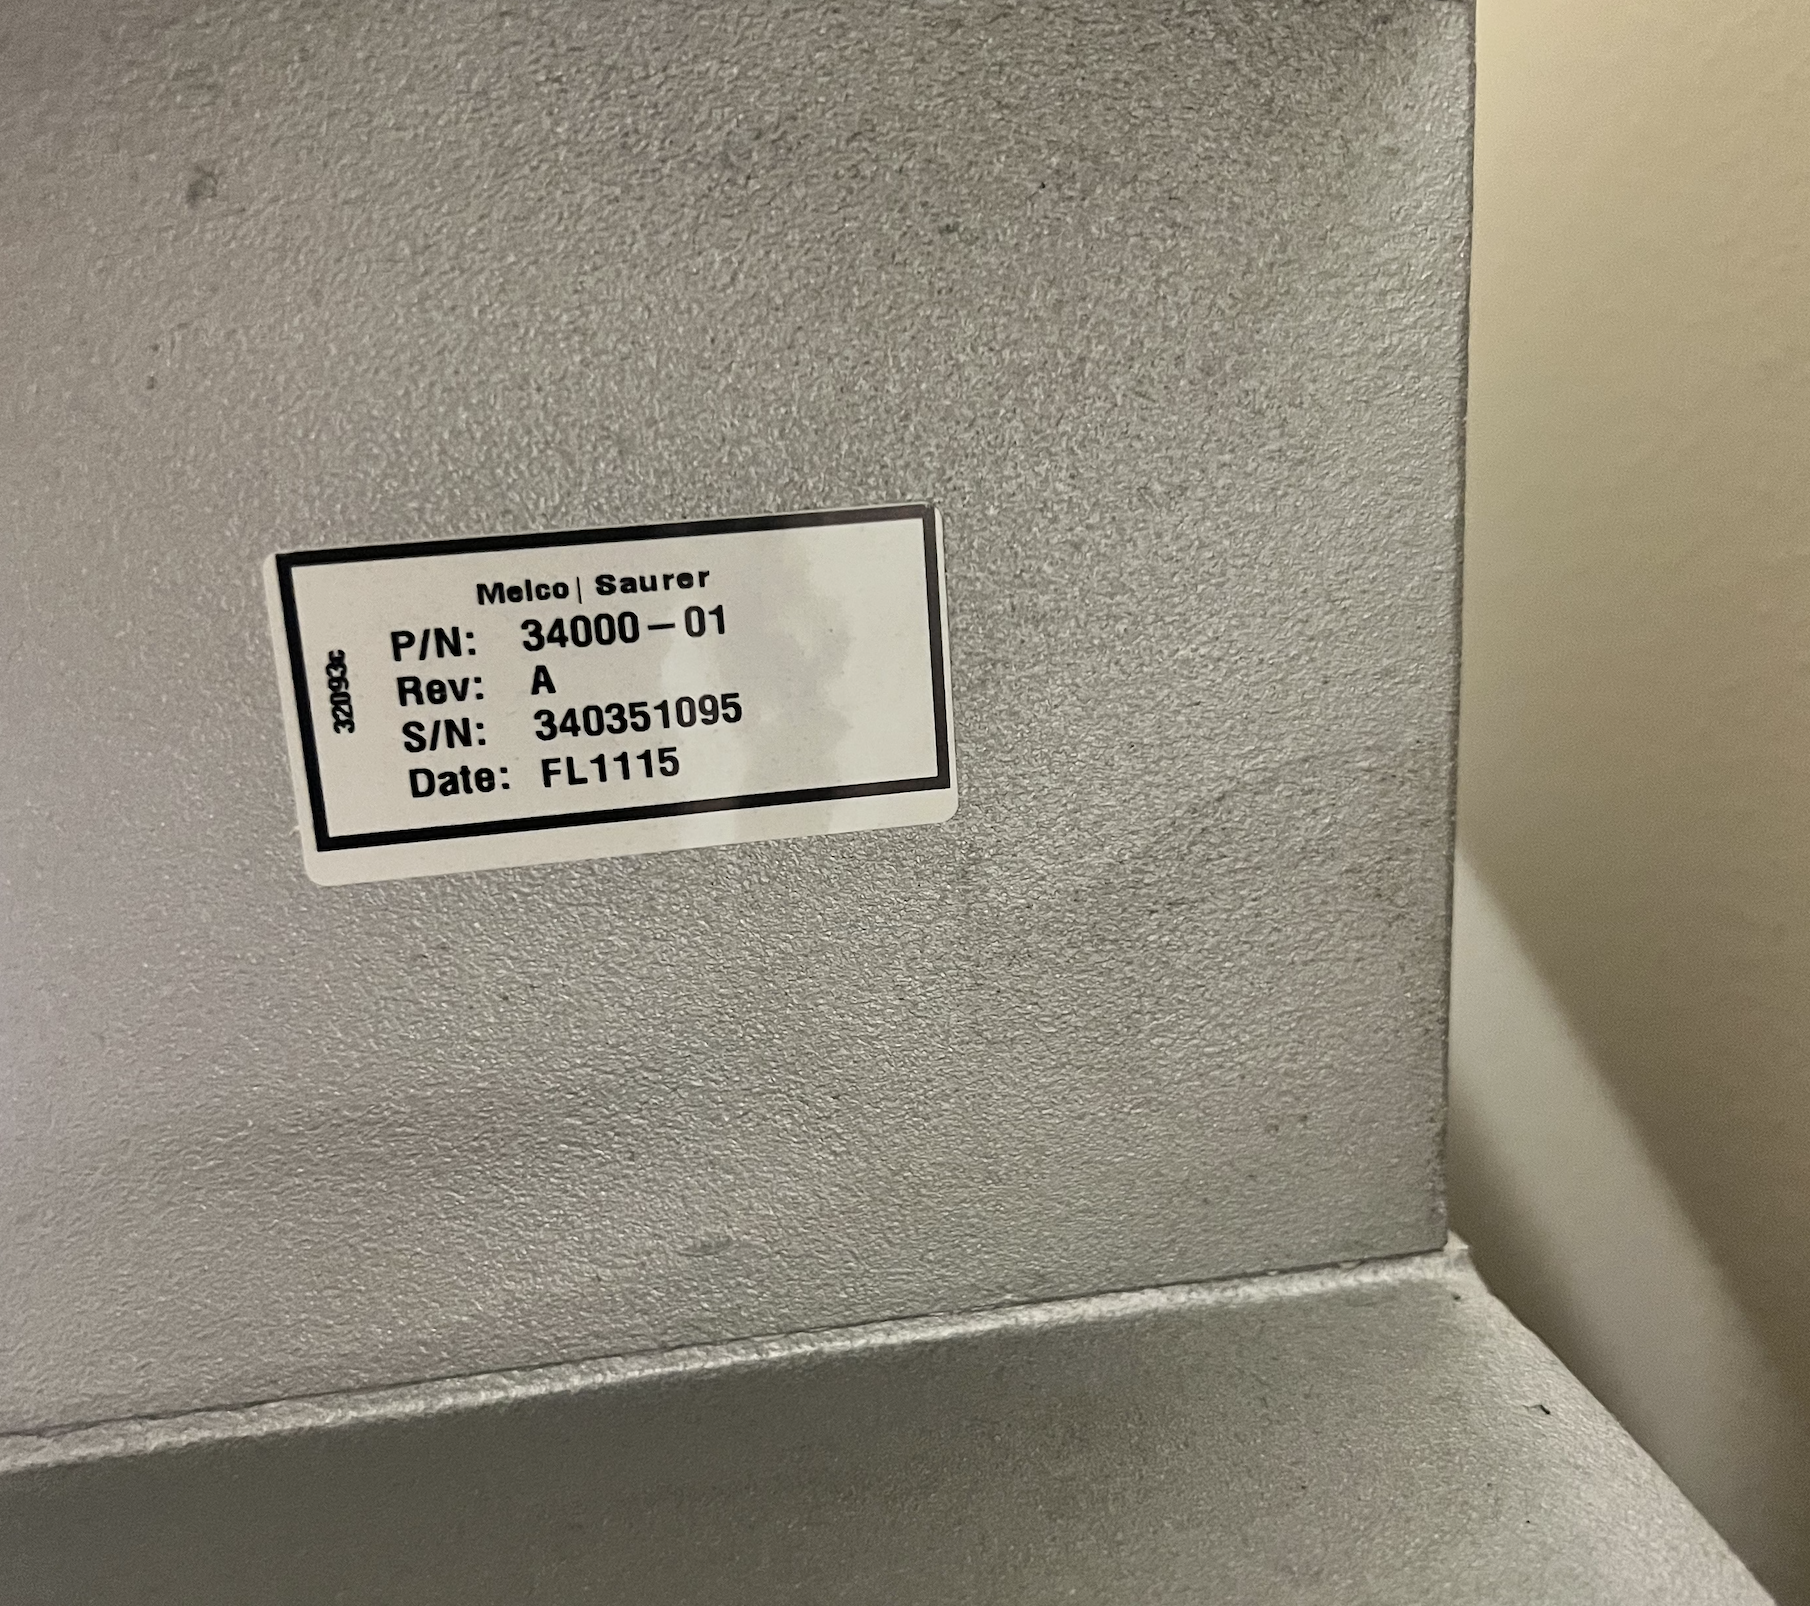 Melco| Saurer
P/N: 34000-01
Rev: A
S/N: 340351095
Date: FL1115
32093c